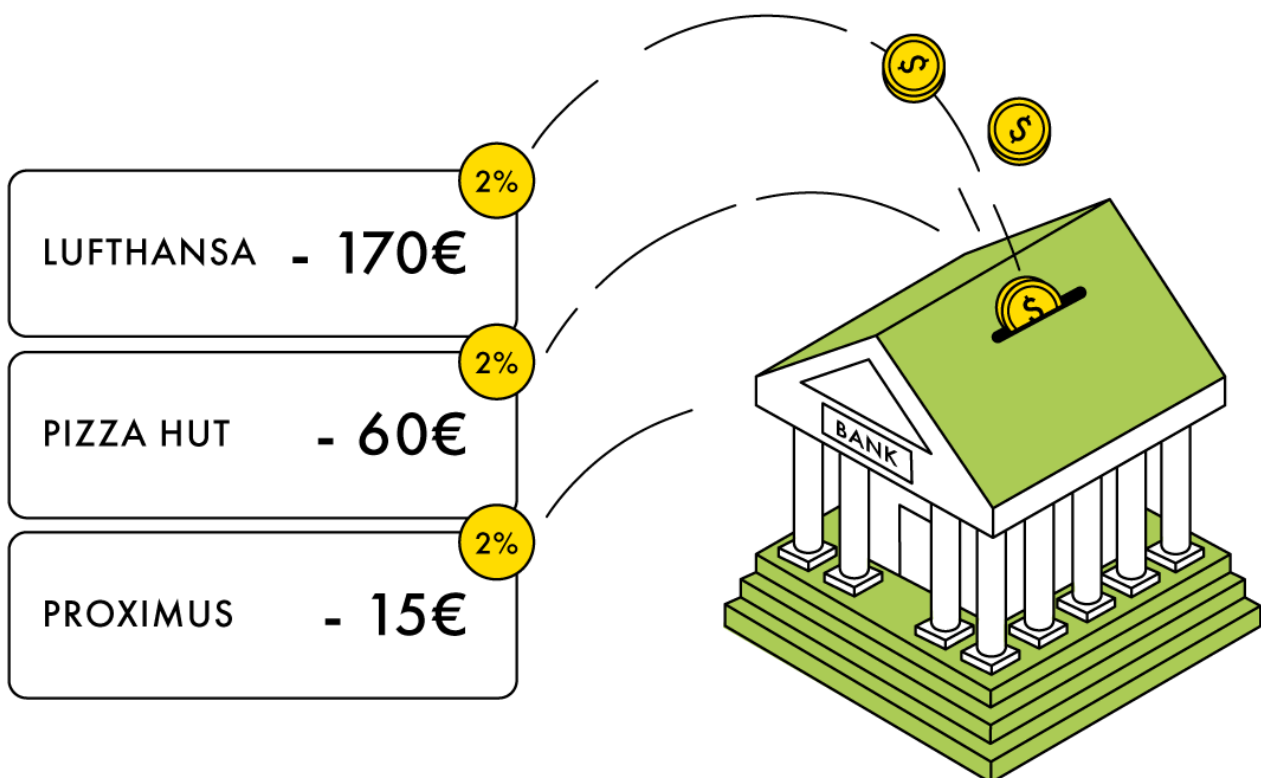 2%
LUFTHANSA - 170€
2%
PIZZA HUT - 60€
2%
PROXIMUS - 15€
$
$
$
BANK